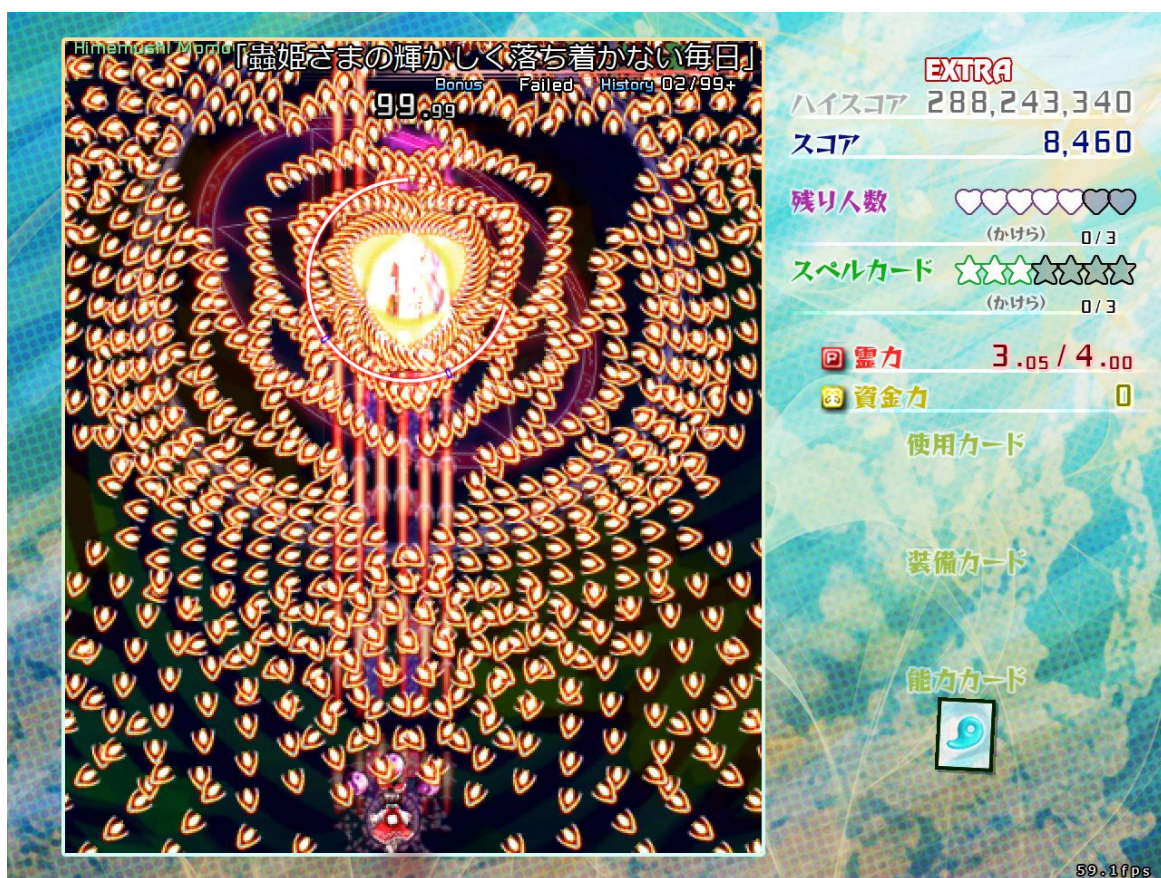 Himemushi Momo
「蟲姫さまの輝かしく落ち着かない毎日」
Bonus Failed History 02/99+
99.99
EXTRA
ハイスコア 288,243,340
スコア 8,460
残り人数
(かけら) 0/3
スペルカード
(かけら) 0/3
P 霊力 3.05/4.00
資金力 0
使用カード
装備カード
能力カード
59.1fps